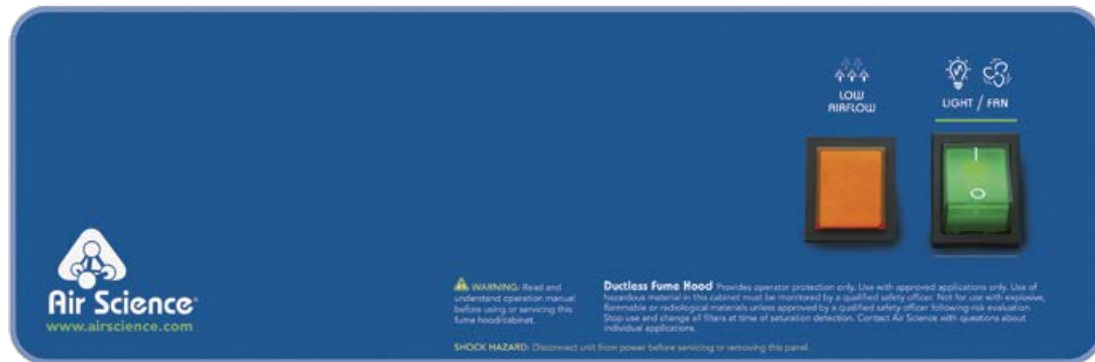 LOW
AIRFLOW
LIGHT / FAN
Air Science®
www.airscience.com
WARNING: Read and
understand operation manual
before using or servicing this
fume hood/cabinet.
Ductless Fume Hood Provides operator protection only. Use with approved applications only. Use of
hazardous material in this cabinet must be monitored by a qualified safety officer. Not for use with explosive,
flammable or radiological materials unless approved by a qualified safety officer following risk evaluation.
Stop use and change all filters at time of saturation detection. Contact Air Science with questions about
individual applications.
SHOCK HAZARD: Disconnect unit from power before servicing or removing this panel.